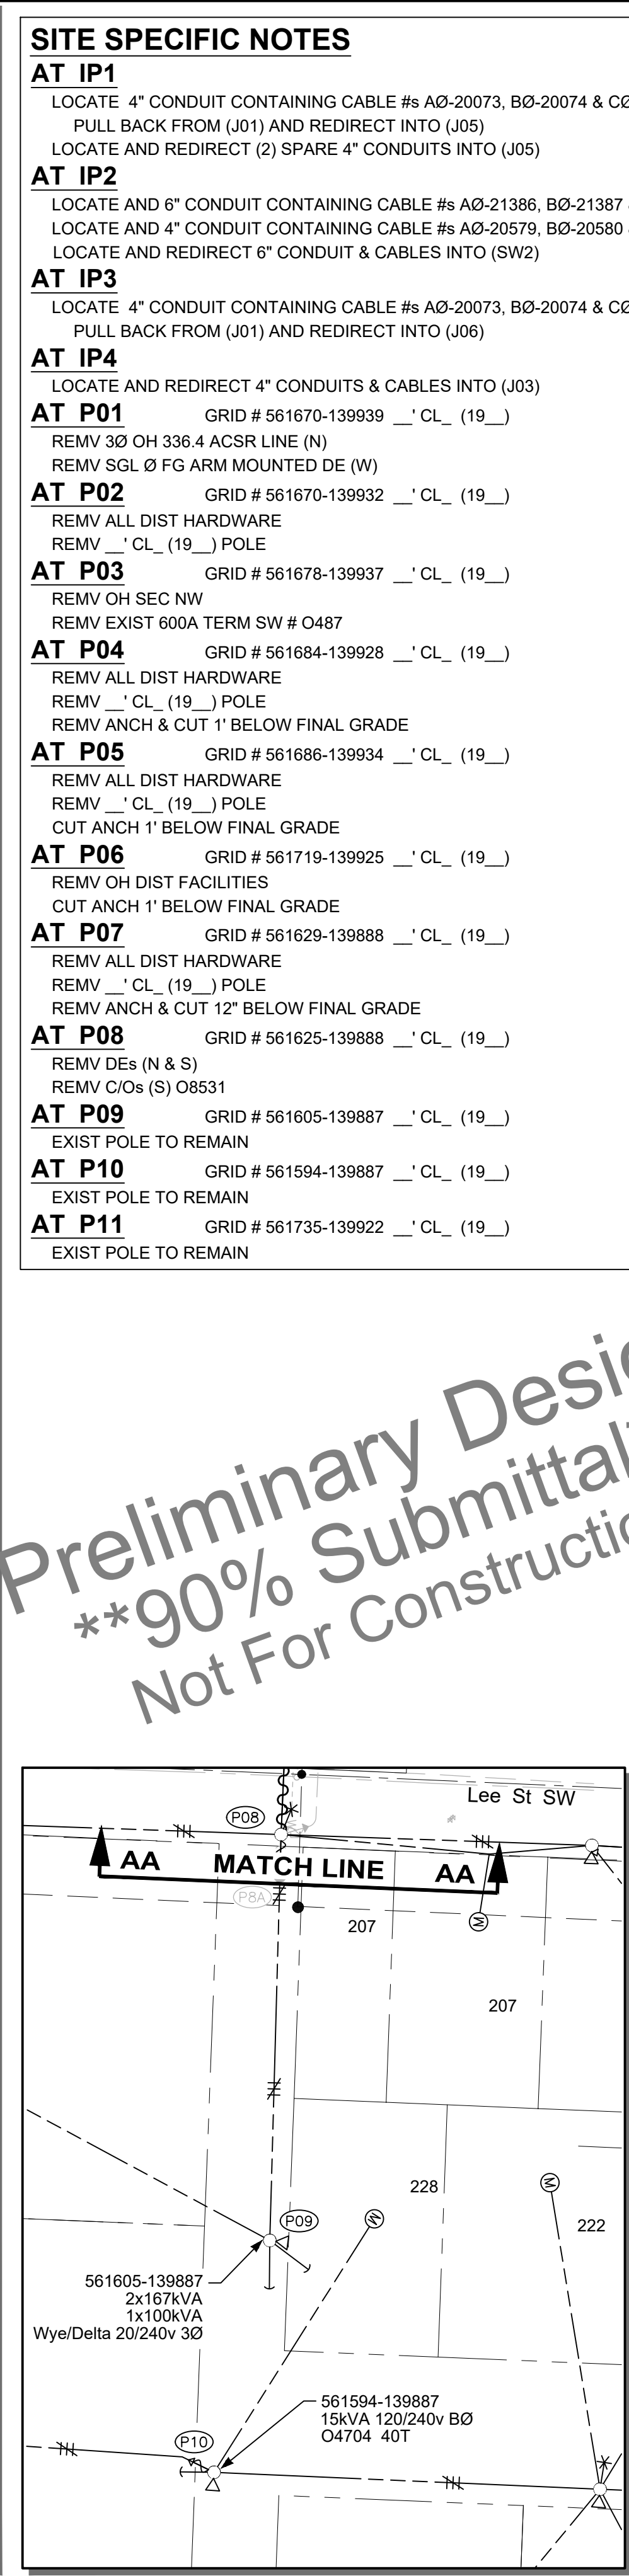 SITE SPECIFIC NOTES
AT IP1
LOCATE 4" CONDUIT CONTAINING CABLE #s AØ-20073, BØ-20074 & CØ
PULL BACK FROM (J01) AND REDIRECT INTO (J05)
LOCATE AND REDIRECT (2) SPARE 4" CONDUITS INTO (J05)
AT IP2
LOCATE AND 6" CONDUIT CONTAINING CABLE #s AØ-21386, BØ-21387
LOCATE AND 4" CONDUIT CONTAINING CABLE #s AØ-20579, BØ-20580
LOCATE AND REDIRECT 6" CONDUIT & CABLES INTO (SW2)
AT IP3
LOCATE 4" CONDUIT CONTAINING CABLE #s AØ-20073, BØ-20074 & CØ
PULL BACK FROM (J01) AND REDIRECT INTO (J06)
AT IP4
LOCATE AND REDIRECT 4" CONDUITS & CABLES INTO (J03)
AT P01 GRID # 561670-139939 __' CL_ (19__)
REMV 3Ø OH 336.4 ACSR LINE (N)
REMV SGL Ø FG ARM MOUNTED DE (W)
AT P02 GRID # 561670-139932 __' CL_ (19__)
REMV ALL DIST HARDWARE
REMV __' CL_ (19__) POLE
AT P03 GRID # 561678-139937 __' CL_ (19__)
REMV OH SEC NW
REMV EXIST 600A TERM SW # O487
AT P04 GRID # 561684-139928 __' CL_ (19__)
REMV ALL DIST HARDWARE
REMV __' CL_ (19__) POLE
REMV ANCH & CUT 1' BELOW FINAL GRADE
AT P05 GRID # 561686-139934 __' CL_ (19__)
REMV ALL DIST HARDWARE
REMV __' CL_ (19__) POLE
CUT ANCH 1' BELOW FINAL GRADE
AT P06 GRID # 561719-139925 __' CL_ (19__)
REMV OH DIST FACILITIES
CUT ANCH 1' BELOW FINAL GRADE
AT P07 GRID # 561629-139888 __' CL_ (19__)
REMV ALL DIST HARDWARE
REMV __' CL_ (19__) POLE
REMV ANCH & CUT 12" BELOW FINAL GRADE
AT P08 GRID # 561625-139888 __' CL_ (19__)
REMV DEs (N & S)
REMV C/Os (S) O8531
AT P09 GRID # 561605-139887 __' CL_ (19__)
EXIST POLE TO REMAIN
AT P10 GRID # 561594-139887 __' CL_ (19__)
EXIST POLE TO REMAIN
AT P11 GRID # 561735-139922 __' CL_ (19__)
EXIST POLE TO REMAIN
Preliminary Desi
**90% Submittal
Not For Constructio
Lee St SW
P08
AA MATCH LINE AA
P8A
M
207
207
228
M
M
222
P09
561605-139887
2x167kVA
1x100kVA
Wye/Delta 20/240v 3Ø
561594-139887
15kVA 120/240v BØ
O4704 40T
P10